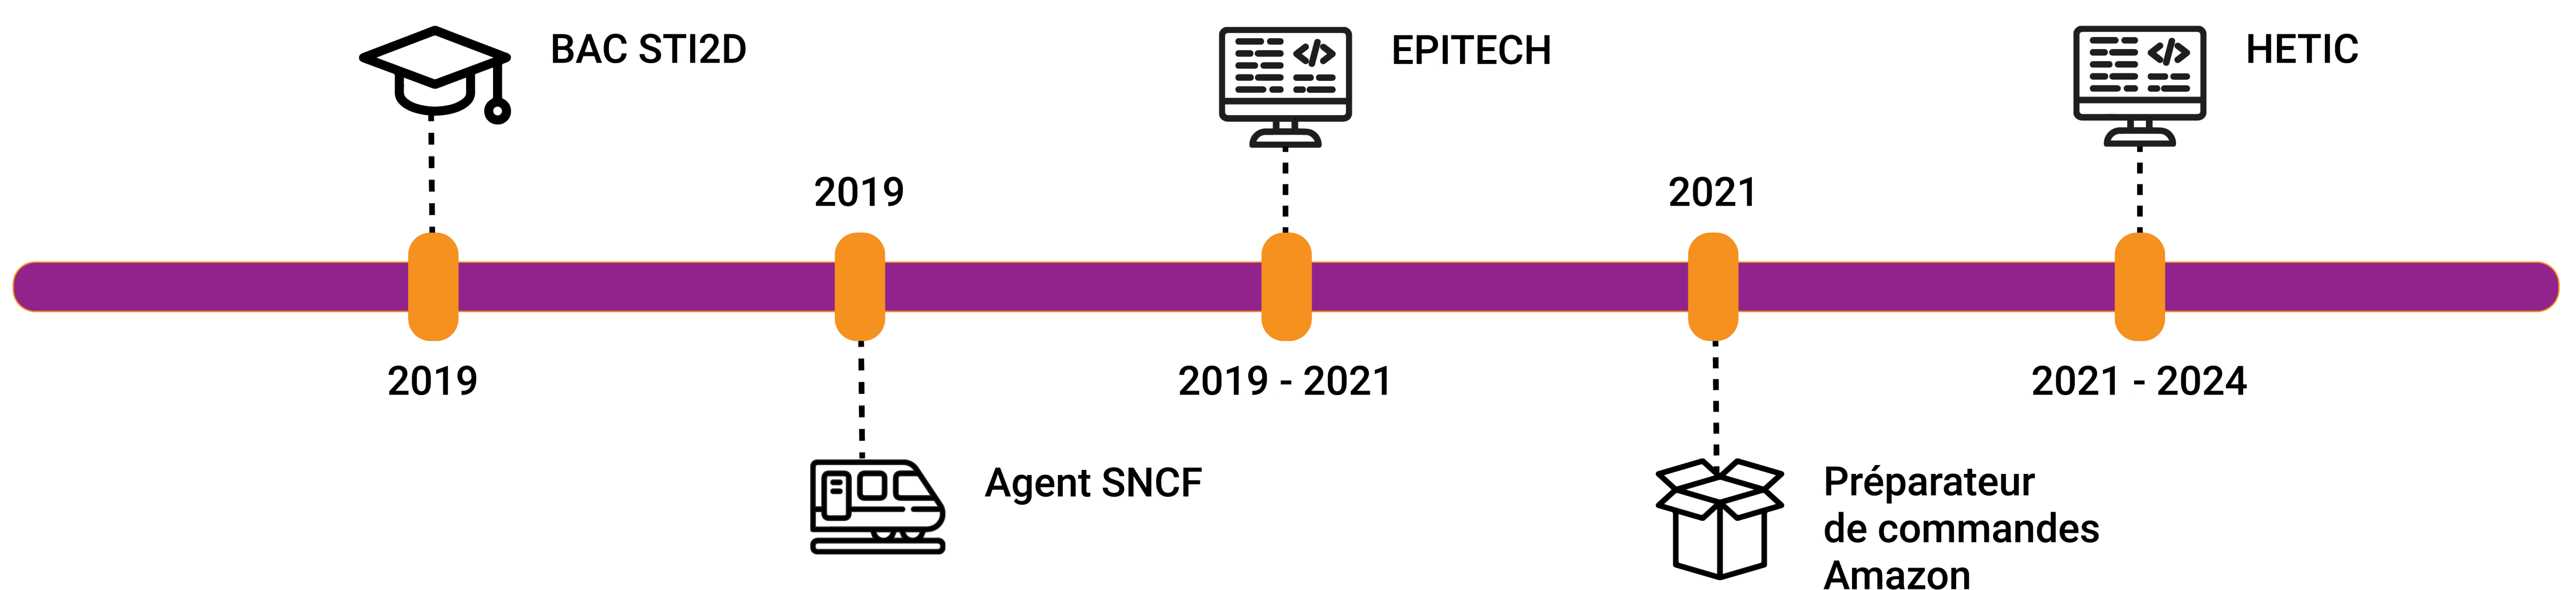 BAC STI2D
EPITECH
HETIC
2019
2021
2019
2019 - 2021
2021 - 2024
Agent SNCF
Préparateur
de commandes
Amazon